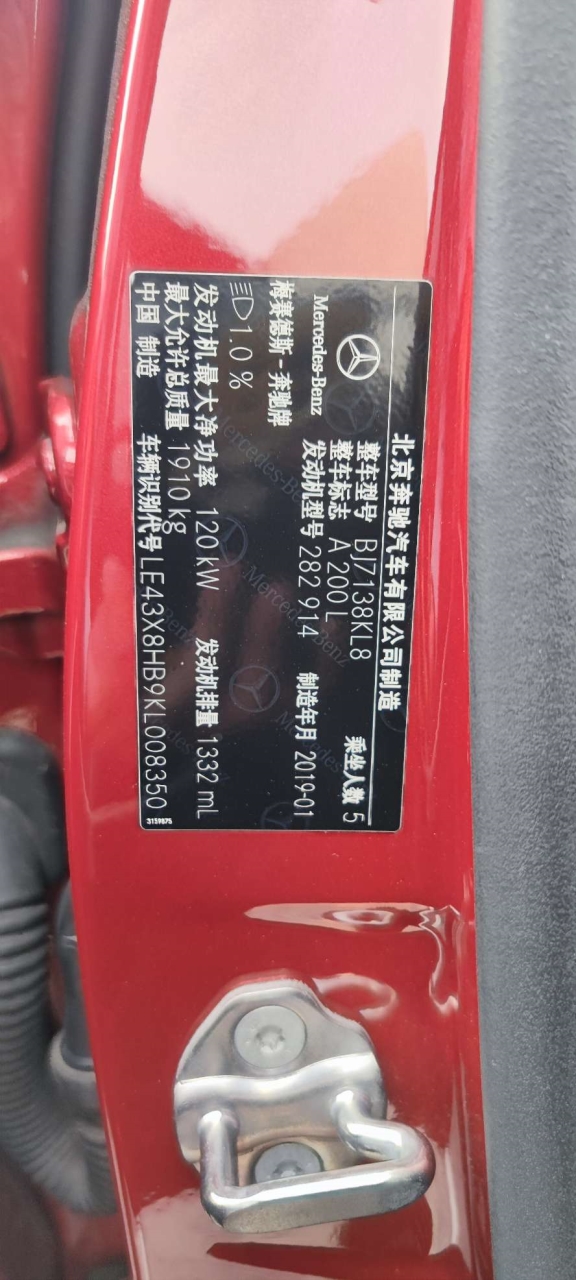 北京奔驰汽车有限公司制造
Mercedes-Benz
整车型号 BJ7138KL8 乘坐人数 5
整车标志 A 200 L
梅赛德斯-奔驰牌 发动机型号 282 914 制造年月 2019-01
1.0 %
发动机最大净功率 120 kW 发动机排量 1332 mL
最大允许总质量 1910 kg
中国 制造 车辆识别代号 LE43X8HB9KL008350
3159875